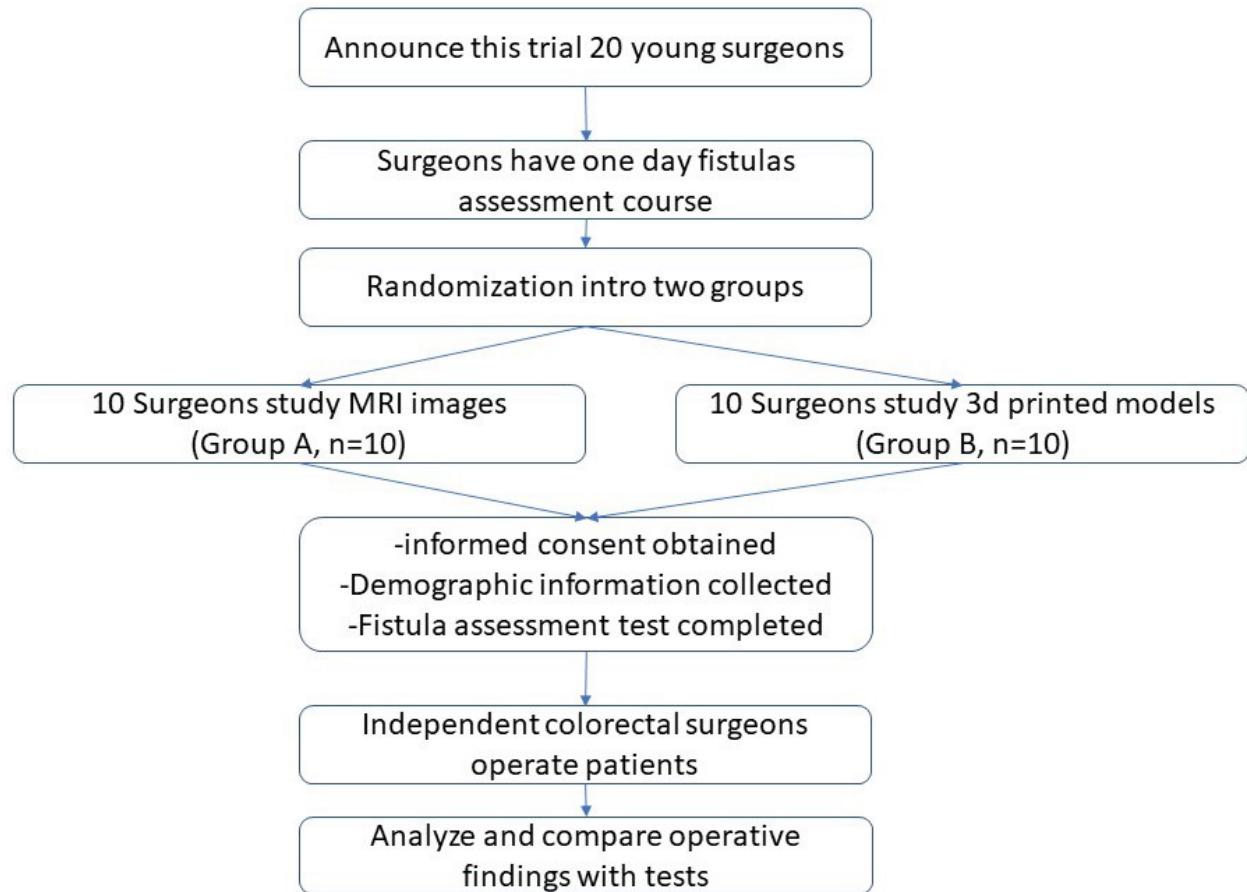 Announce this trial 20 young surgeons
Surgeons have one day fistulas
assessment course
Randomization intro two groups
10 Surgeons study MRI images
(Group A, n=10)
10 Surgeons study 3d printed models
(Group B, n=10)
-informed consent obtained
-Demographic information collected
-Fistula assessment test completed
Independent colorectal surgeons
operate patients
Analyze and compare operative
findings with tests